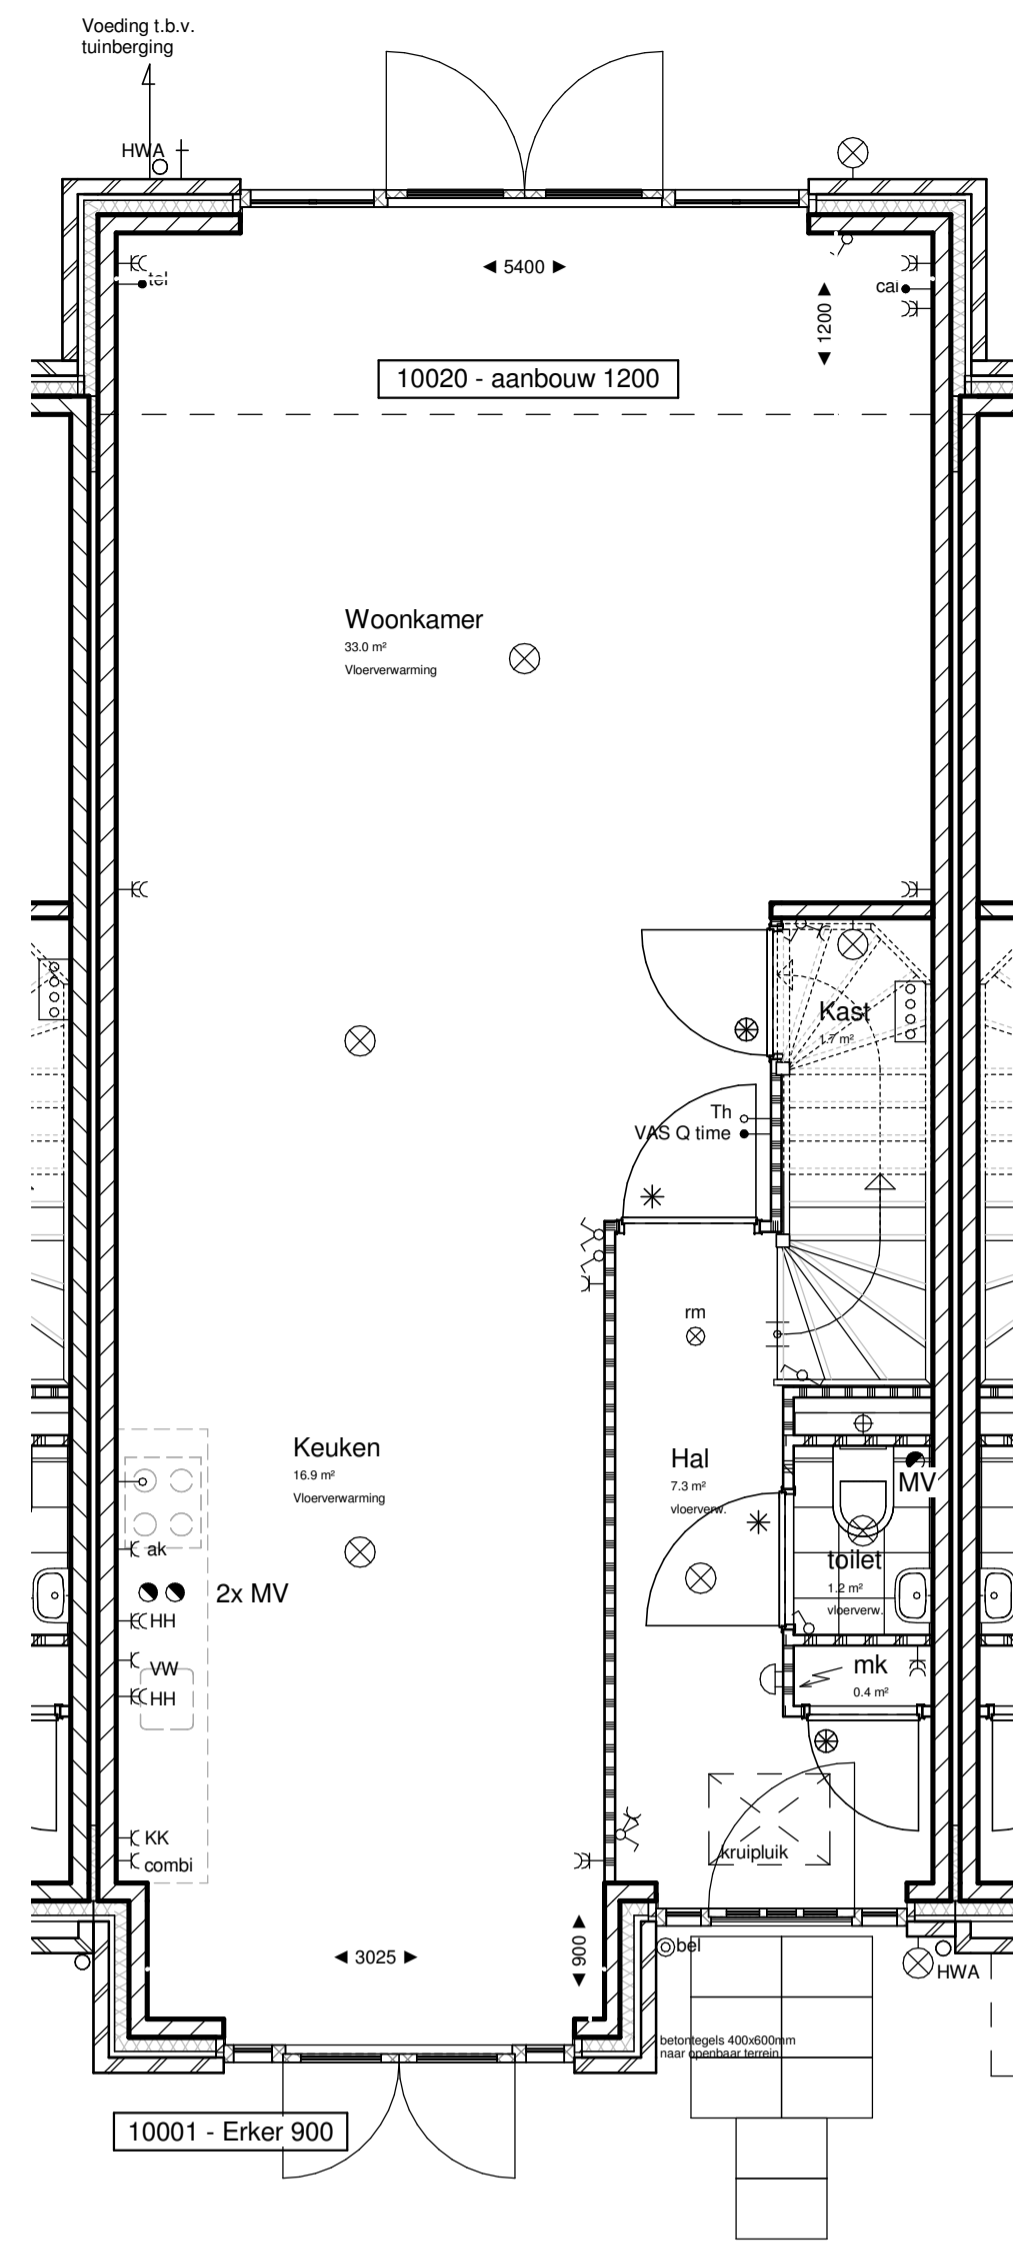 Voeding t.b.v.
tuinberging
HWA
tel
5400
cai
1200
10020 - aanbouw 1200
Woonkamer
33.0 m²
Vloerverwarming
Kast
1.7 m²
Th
VAS Q time
rm
Keuken
16.9 m²
Vloerverwarming
Hal
7.3 m²
vloerverw.
MV
ak
toilet
1.2 m²
vloerverw.
2x MV
HH
VW
HH
mk
0.4 m²
KK
combi
kruipluik
3025
900
bel
HWA
betontegels 400x600mm
naar openbaar terrein
10001 - Erker 900